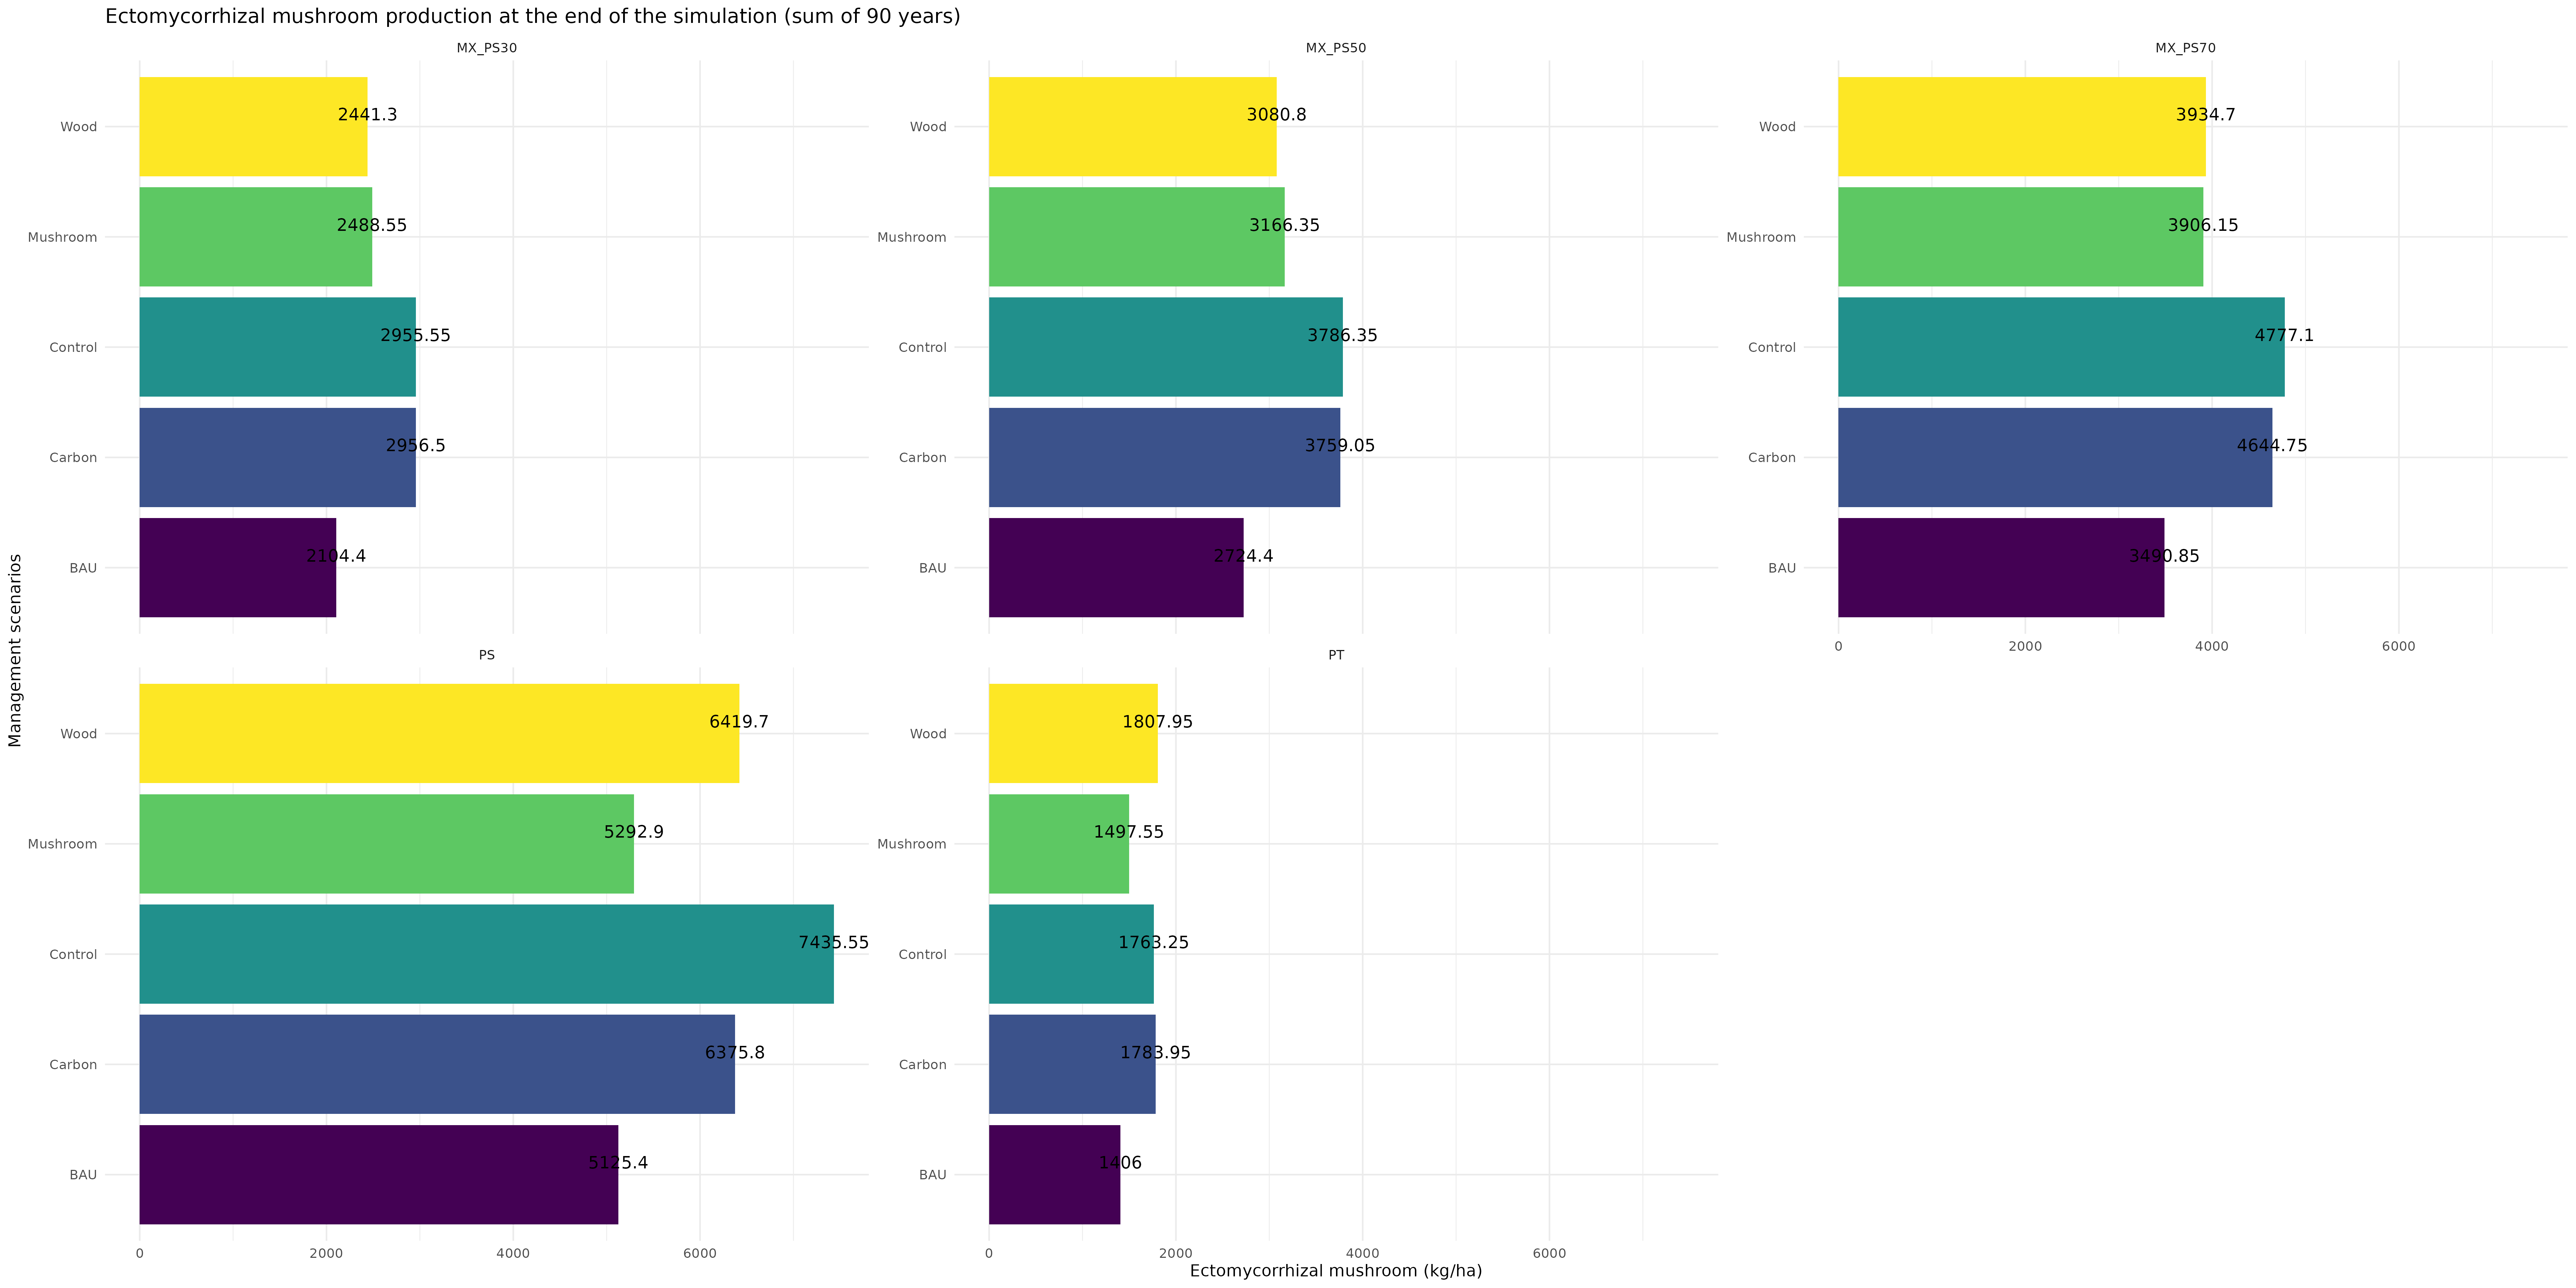 Ectomycorrhizal mushroom production at the end of the simulation (sum of 90 years)
MX_PS30
Wood
2441.3
Mushroom
2488.55
Control
2955.55
Carbon
2956.5
BAU
2104.4
MX_PS50
Wood
3080.8
Mushroom
3166.35
Control
3786.35
Carbon
3759.05
BAU
2724.4
MX_PS70
Wood
3934.7
Mushroom
3906.15
Control
4777.1
Carbon
4644.75
BAU
3490.85
0 2000 4000 6000
PS
Wood
6419.7
Mushroom
5292.9
Control
7435.55
Carbon
6375.8
BAU
5125.4
0 2000 4000 6000
PT
Wood
1807.95
Mushroom
1497.55
Control
1763.25
Carbon
1783.95
BAU
1406
0 2000 4000 6000
Ectomycorrhizal mushroom (kg/ha)
Management scenarios